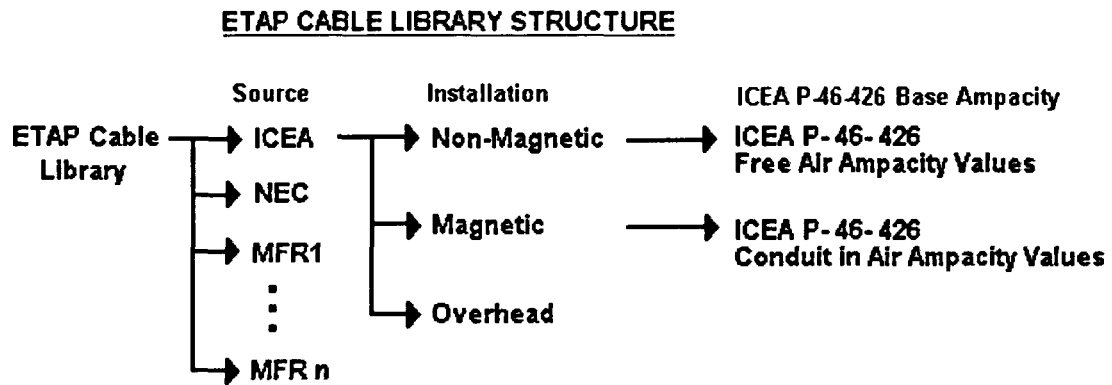 ETAP CABLE LIBRARY STRUCTURE
Source
Installation
ICEA P-46-426 Base Ampacity
ETAP Cable
Library
ICEA
Non-Magnetic
ICEA P-46-426
Free Air Ampacity Values
NEC
MFR1
Magnetic
ICEA P-46-426
Conduit in Air Ampacity Values
Overhead
MFR n